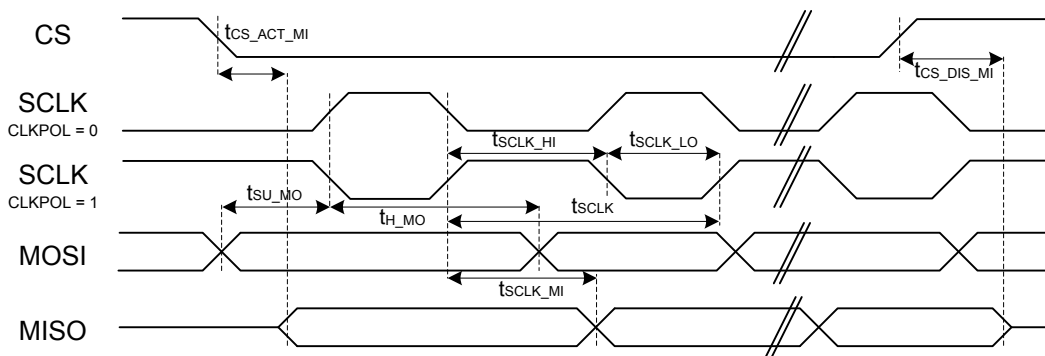 CS
tCS_ACT_MI
tCS_DIS_MI
SCLK
CLKPOL = 0
tSCLK_HI
tSCLK_LO
SCLK
CLKPOL = 1
tSU_MO
tH_MO
tSCLK
MOSI
tSCLK_MI
MISO